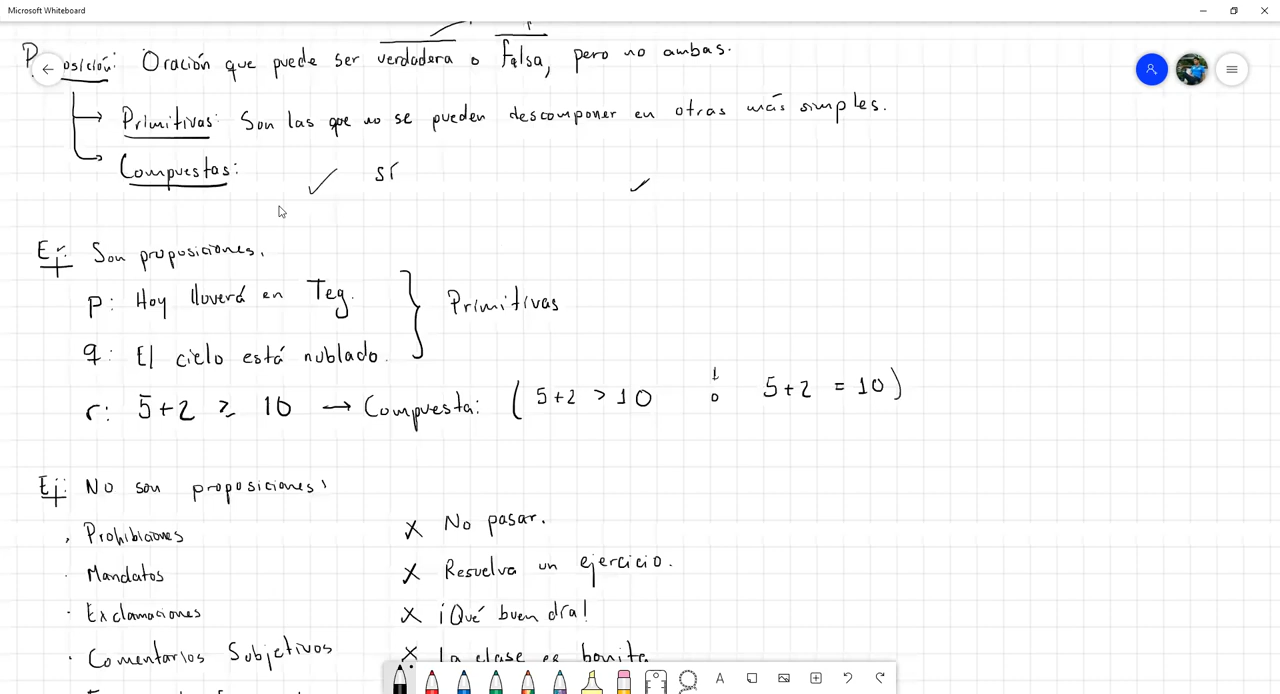 Microsoft Whiteboard
Proposición: Oración que puede ser verdadera o falsa, pero no ambas.
Primitivas: Son las que no se pueden descomponer en otras más simples.
Compuestas: ✓ sí ✓
Ej: Son proposiciones.
p: Hoy lloverá en Teg.
Primitivas
q: El cielo está nublado.
r: 5+2 ≥ 10 → Compuesta: (5+2 > 10 ó 5+2 = 10)
Ej: No son proposiciones:
Prohibiciones X No pasar.
· Mandatos X Resuelva un ejercicio.
· Exclamaciones X ¡Qué buen día!
· Comentarios Subjetivos X La clase es bonita